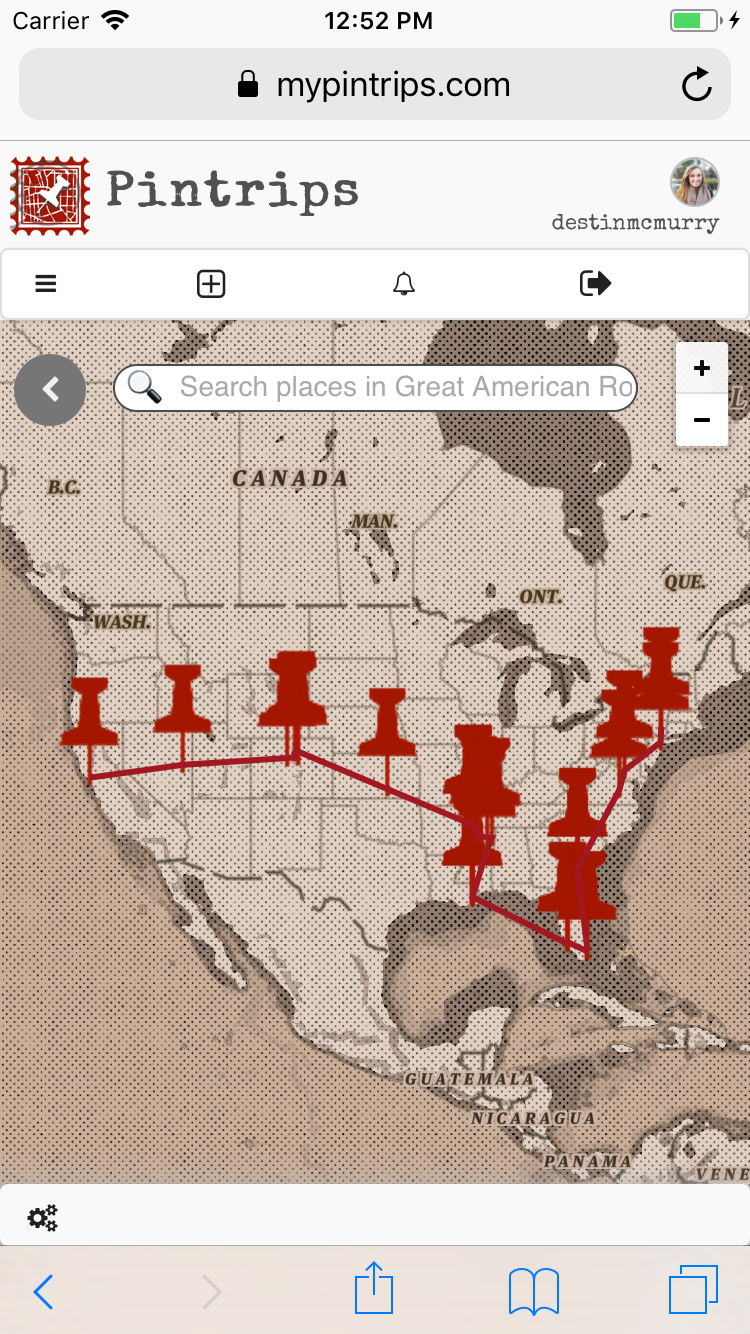 Carrier 12:52 PM
mypintrips.com
Pintrips
destinmcmurry
Search places in Great American Ro
+
L
−
CANADA
B.C.
MAN.
QUE.
ONT.
WASH.
GUATEMALA
NICARAGUA
PANAMA
VENE